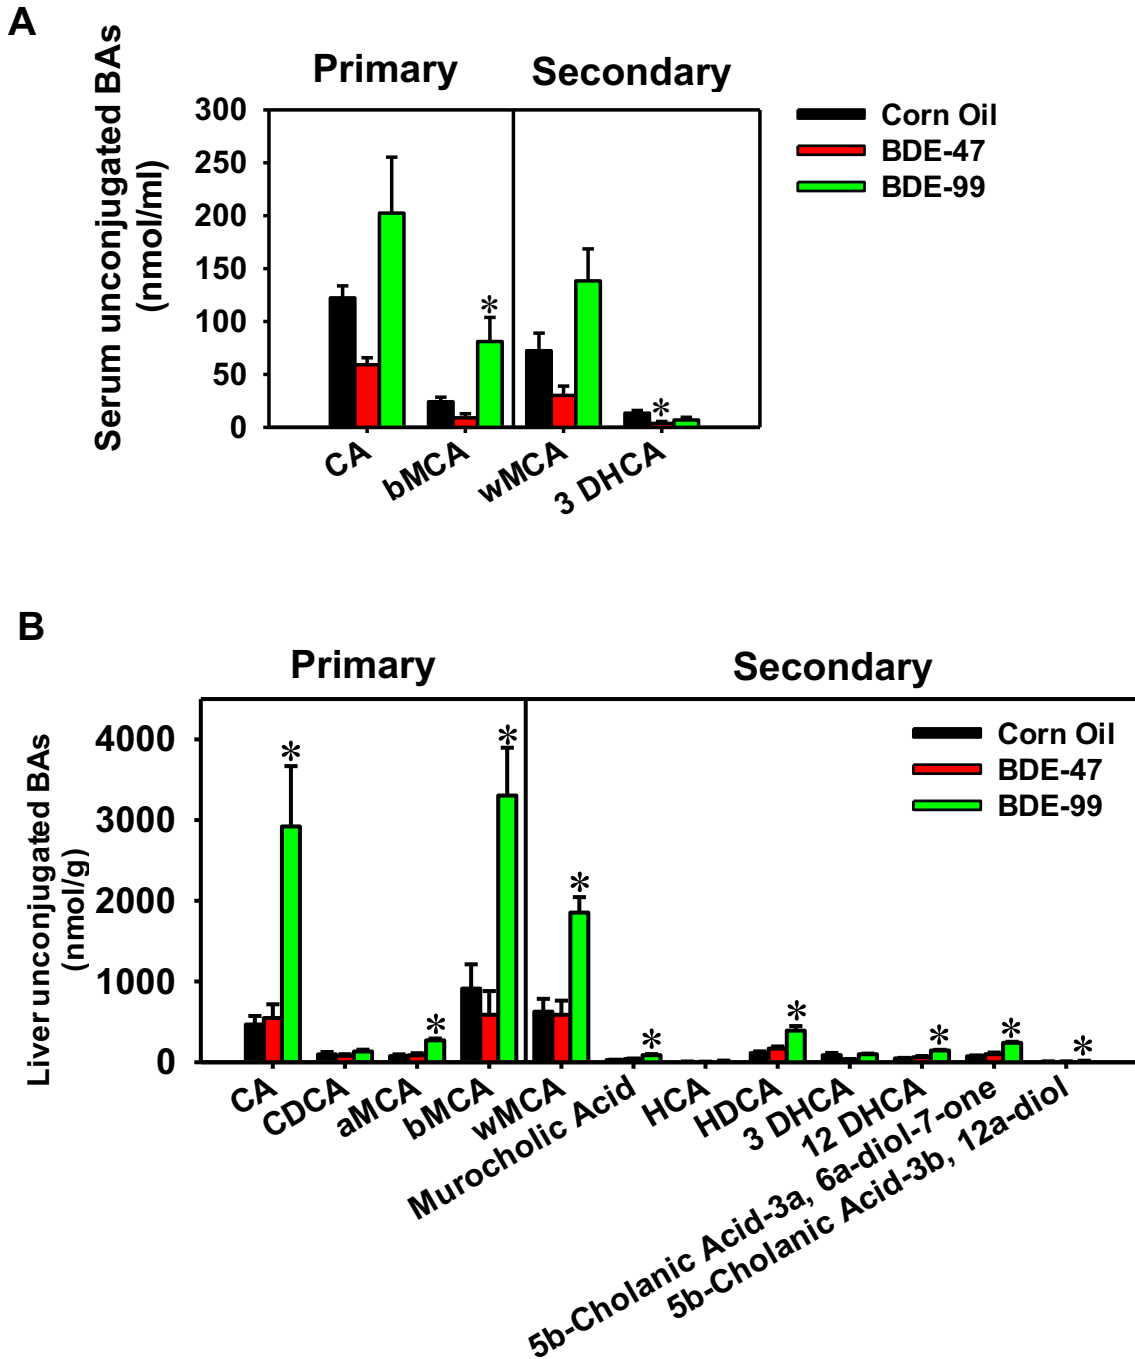 A
Primary
Secondary
Serum unconjugated BAs
(nmol/ml)
300
250
200
150
100
50
0
*
*
CA
bMCA
wMCA
3 DHCA
Corn Oil
BDE-47
BDE-99
B
Primary
Secondary
Liver unconjugated BAs
(nmol/g)
4000
3000
2000
1000
0
*
*
*
*
*
*
*
*
*
Corn Oil
BDE-47
BDE-99
CA
CDCA
aMCA
bMCA
wMCA
Murocholic Acid
HCA
HDCA
3 DHCA
12 DHCA
5b-Cholanic Acid-3a, 6a-diol-7-one
5b-Cholanic Acid-3b, 12a-diol